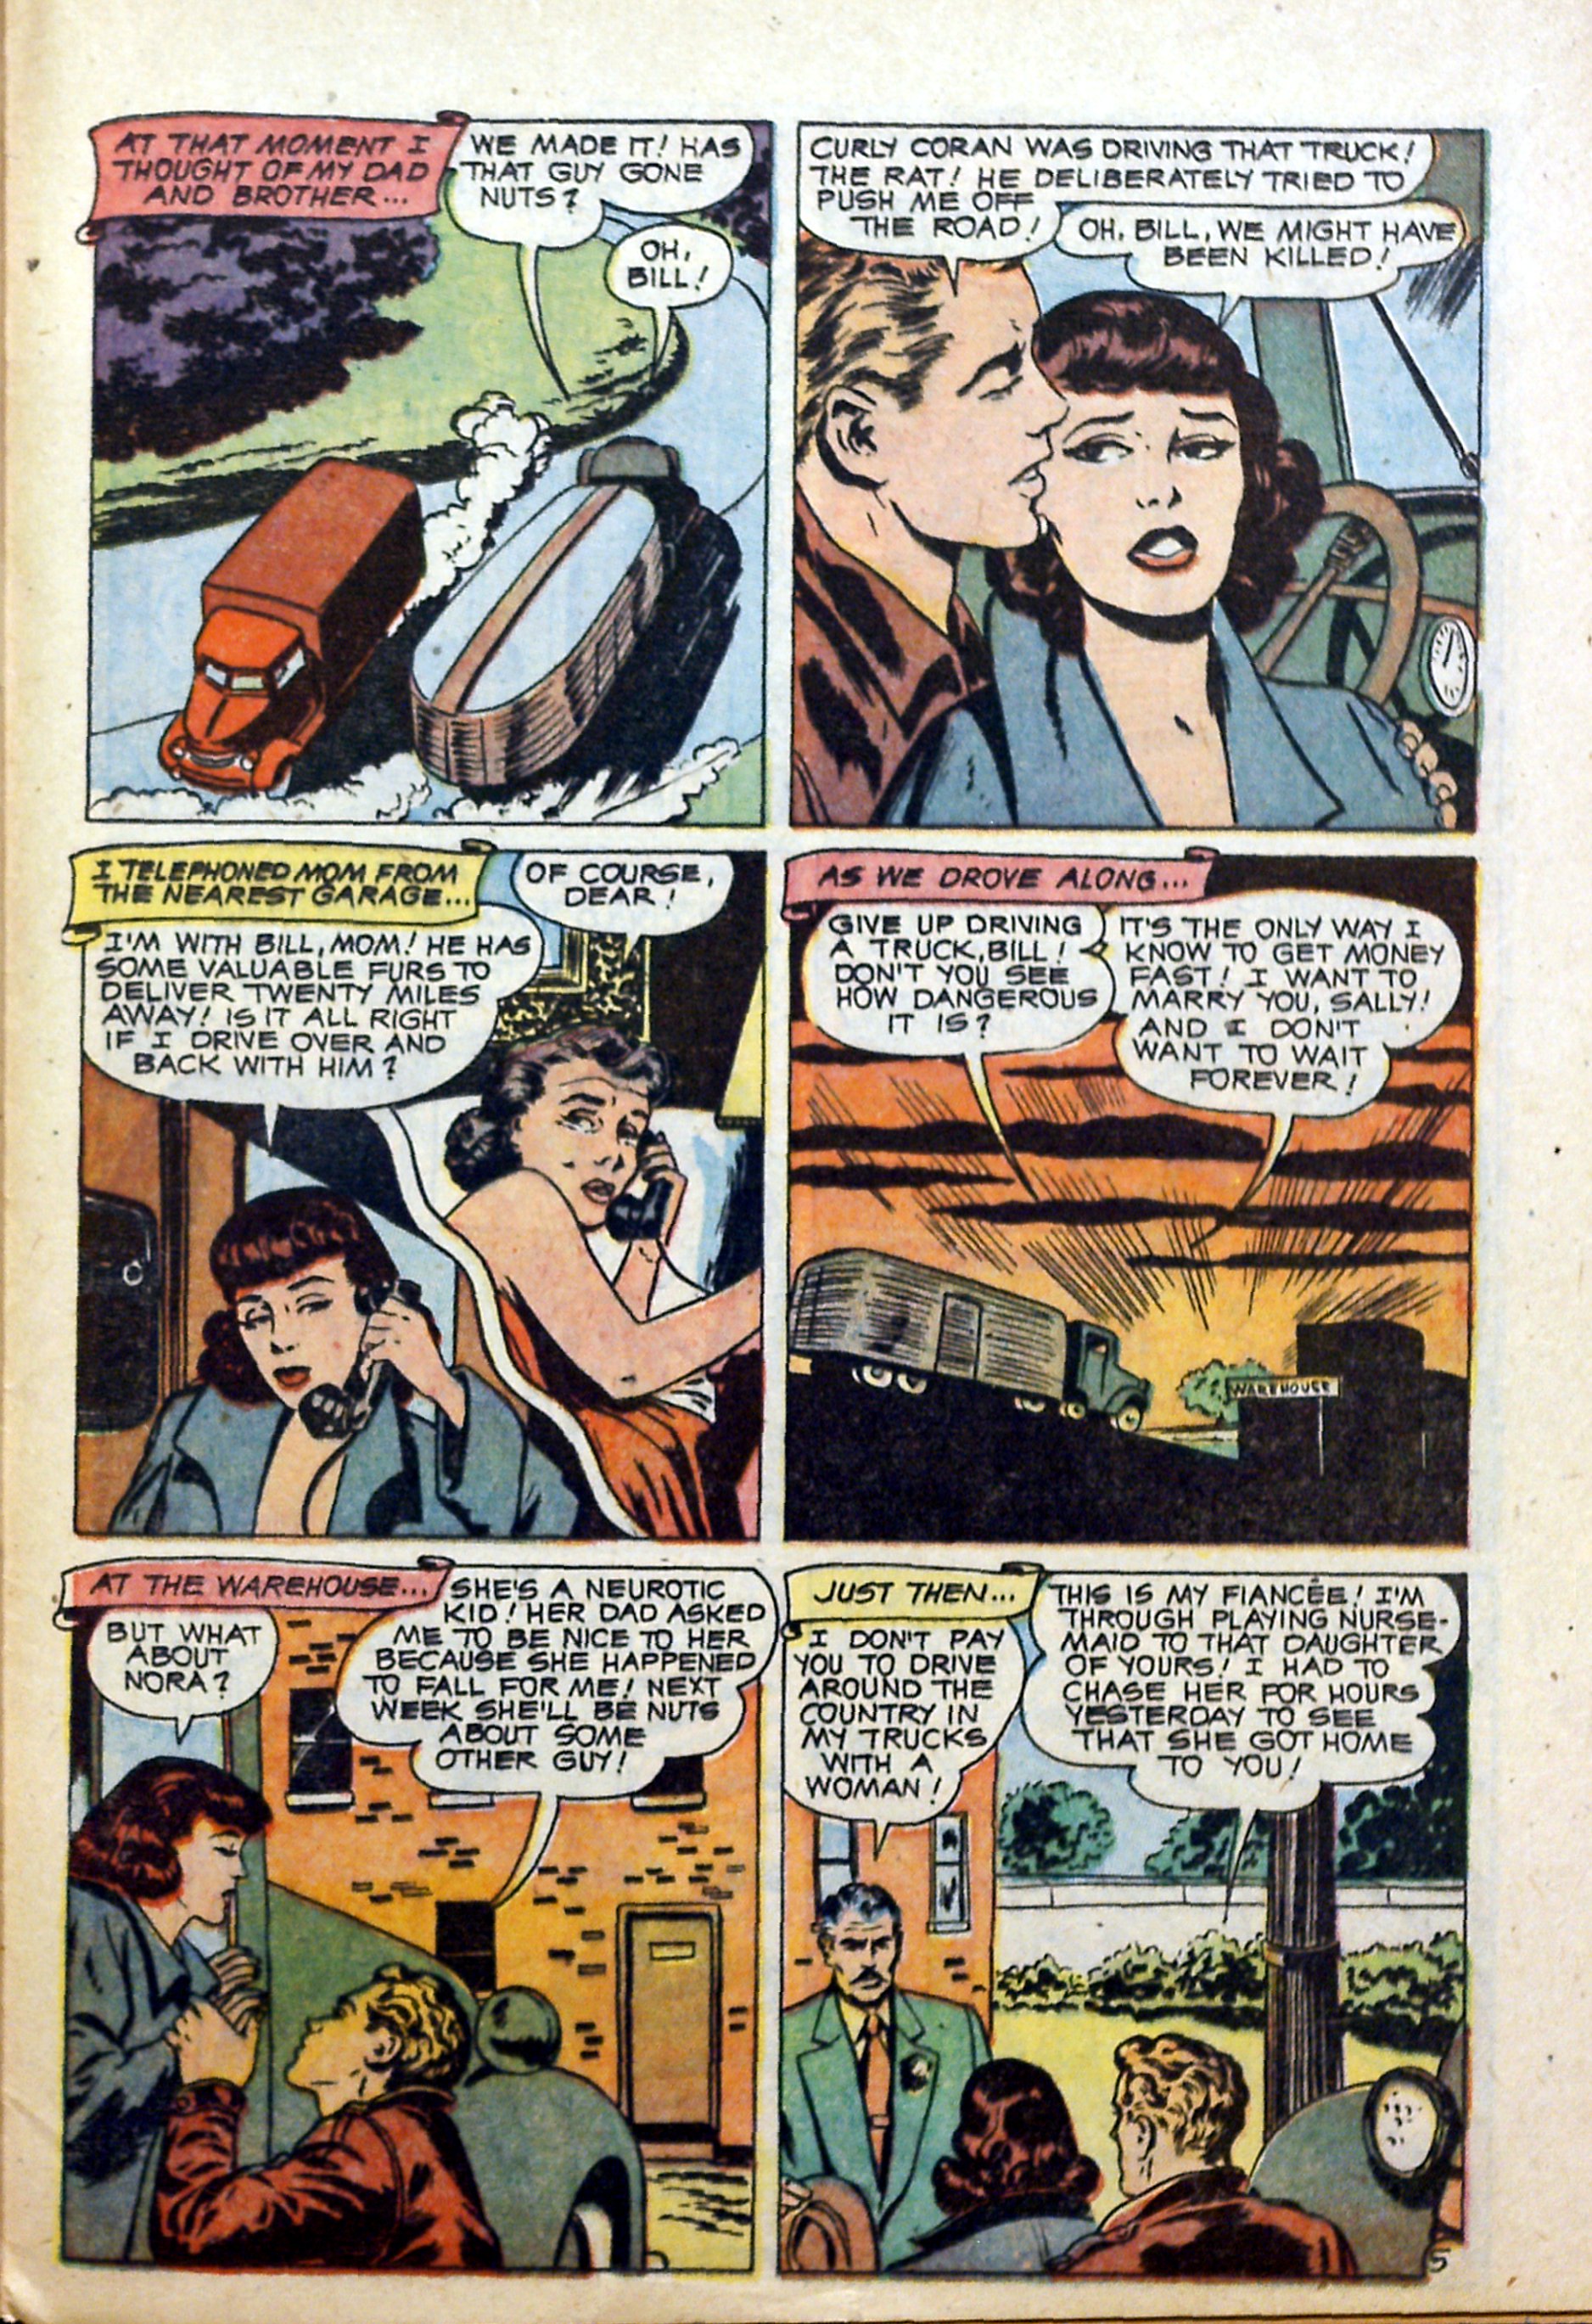 AT THAT MOMENT I
THOUGHT OF MY DAD
AND BROTHER...
WE MADE IT! HAS
THAT GUY GONE
NUTS?
OH,
BILL!
CURLY CORAN WAS DRIVING THAT TRUCK!
THE RAT! HE DELIBERATELY TRIED TO
PUSH ME OFF
THE ROAD!
OH, BILL, WE MIGHT HAVE
BEEN KILLED!
I TELEPHONED MOM FROM
THE NEAREST GARAGE...
I'M WITH BILL, MOM! HE HAS
SOME VALUABLE FURS TO
DELIVER TWENTY MILES
AWAY! IS IT ALL RIGHT
IF I DRIVE OVER AND
BACK WITH HIM?
OF COURSE,
DEAR!
AS WE DROVE ALONG...
GIVE UP DRIVING
A TRUCK, BILL!
DON'T YOU SEE
HOW DANGEROUS
IT IS?
IT'S THE ONLY WAY I
KNOW TO GET MONEY
FAST! I WANT TO
MARRY YOU, SALLY!
AND I DON'T
WANT TO WAIT
FOREVER!
WAREHOUSE
AT THE WAREHOUSE...
BUT WHAT
ABOUT
NORA?
SHE'S A NEUROTIC
KID! HER DAD ASKED
ME TO BE NICE TO HER
BECAUSE SHE HAPPENED
TO FALL FOR ME! NEXT
WEEK SHE'LL BE NUTS
ABOUT SOME
OTHER GUY!
JUST THEN...
I DON'T PAY
YOU TO DRIVE
AROUND THE
COUNTRY IN
MY TRUCKS
WITH A
WOMAN!
THIS IS MY FIANCÉE! I'M
THROUGH PLAYING NURSE-
MAID TO THAT DAUGHTER
OF YOURS! I HAD TO
CHASE HER FOR HOURS
YESTERDAY TO SEE
THAT SHE GOT HOME
TO YOU!
5